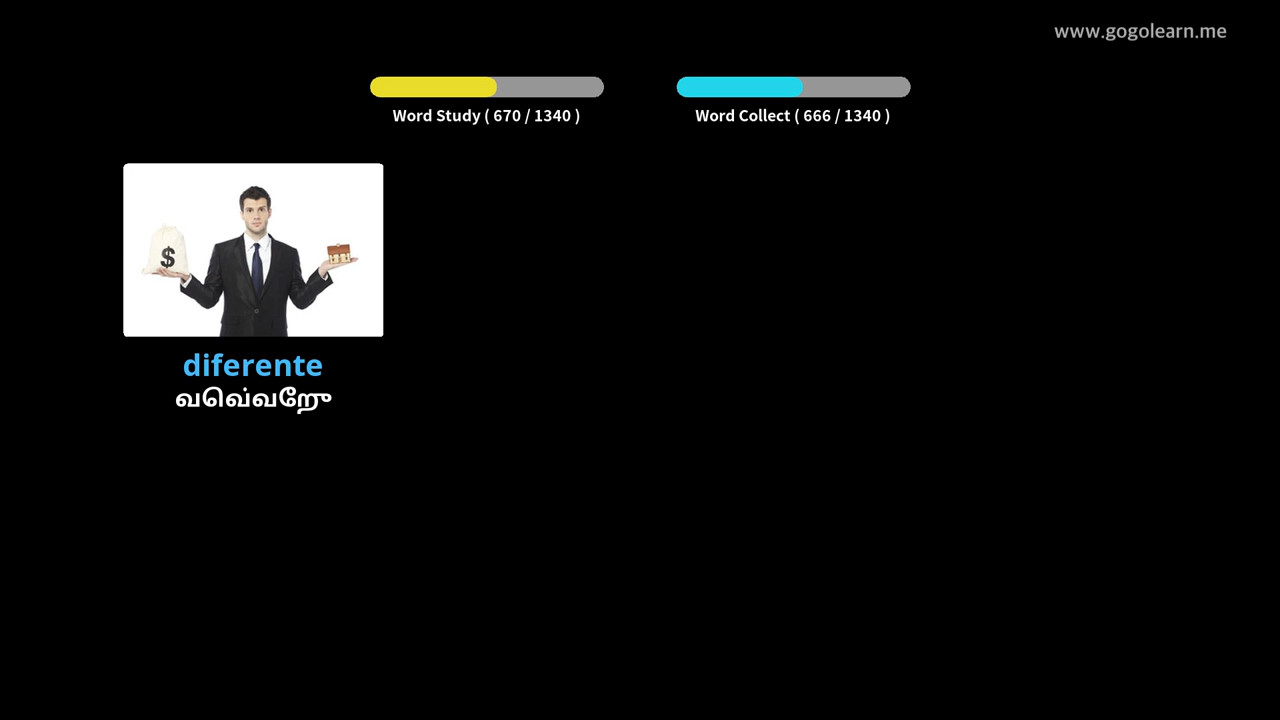 www.gogolearn.me
Word Study ( 670 / 1340 )
Word Collect ( 666 / 1340 )
$
diferente
வெவ்வேறு